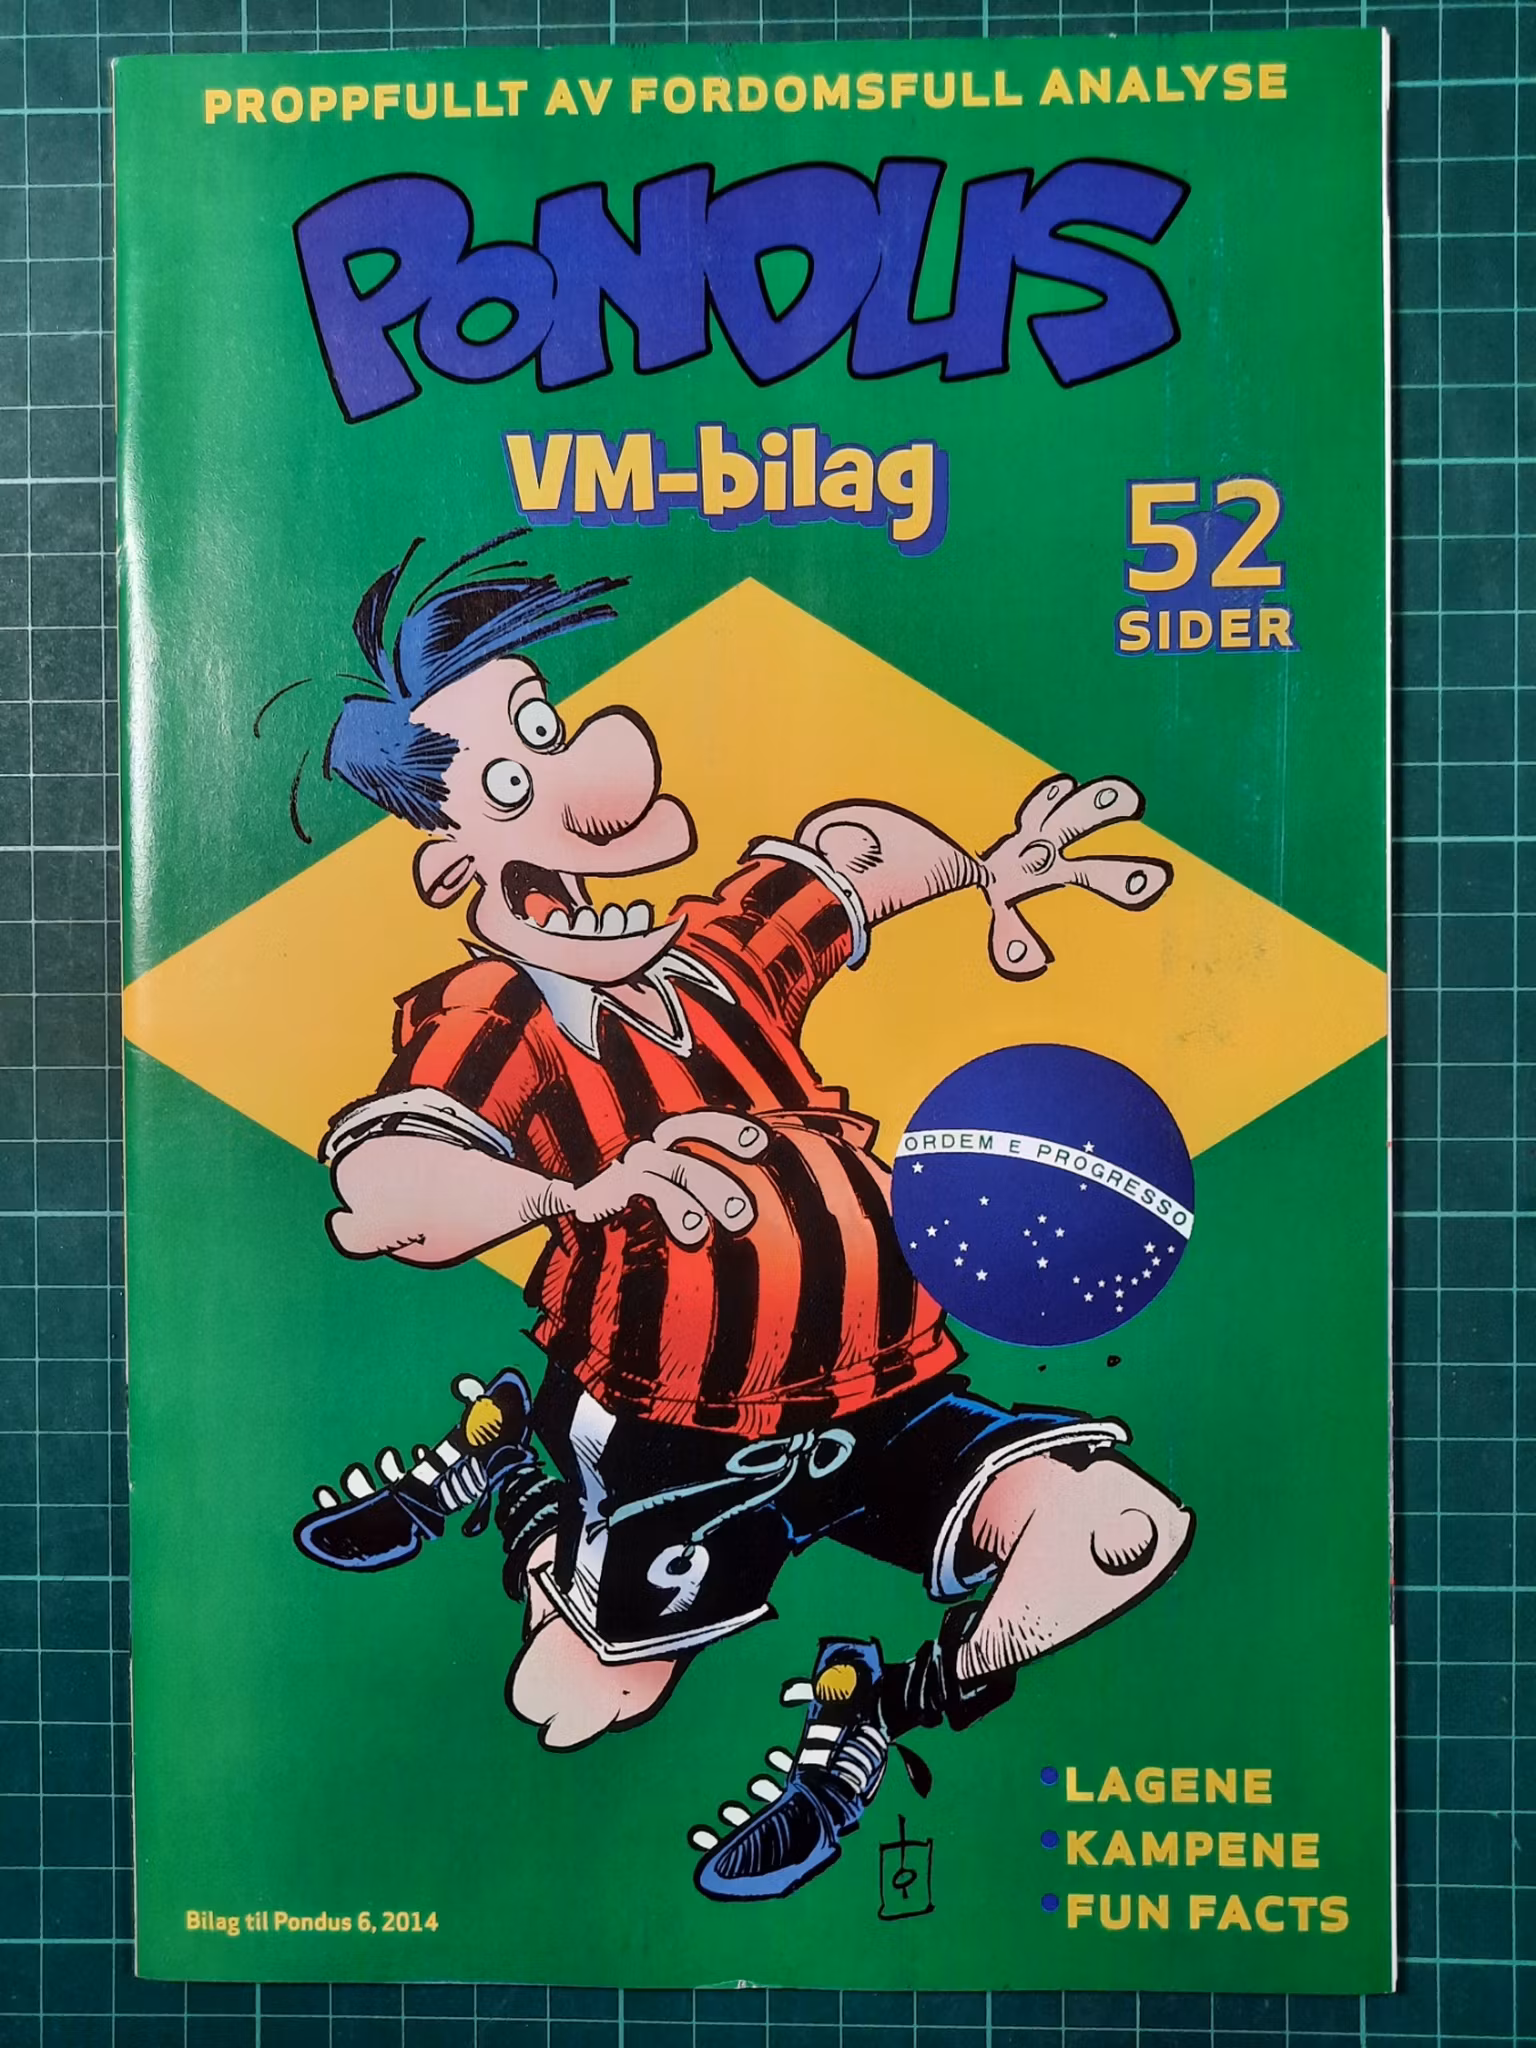 PROPPFULLT AV FORDOMSFULL ANALYSE
PONDUS
VM-bilag
52
SIDER
ORDEM E PROGRESSO
9
• LAGENE
• KAMPENE
• FUN FACTS
Bilag til Pondus 6, 2014